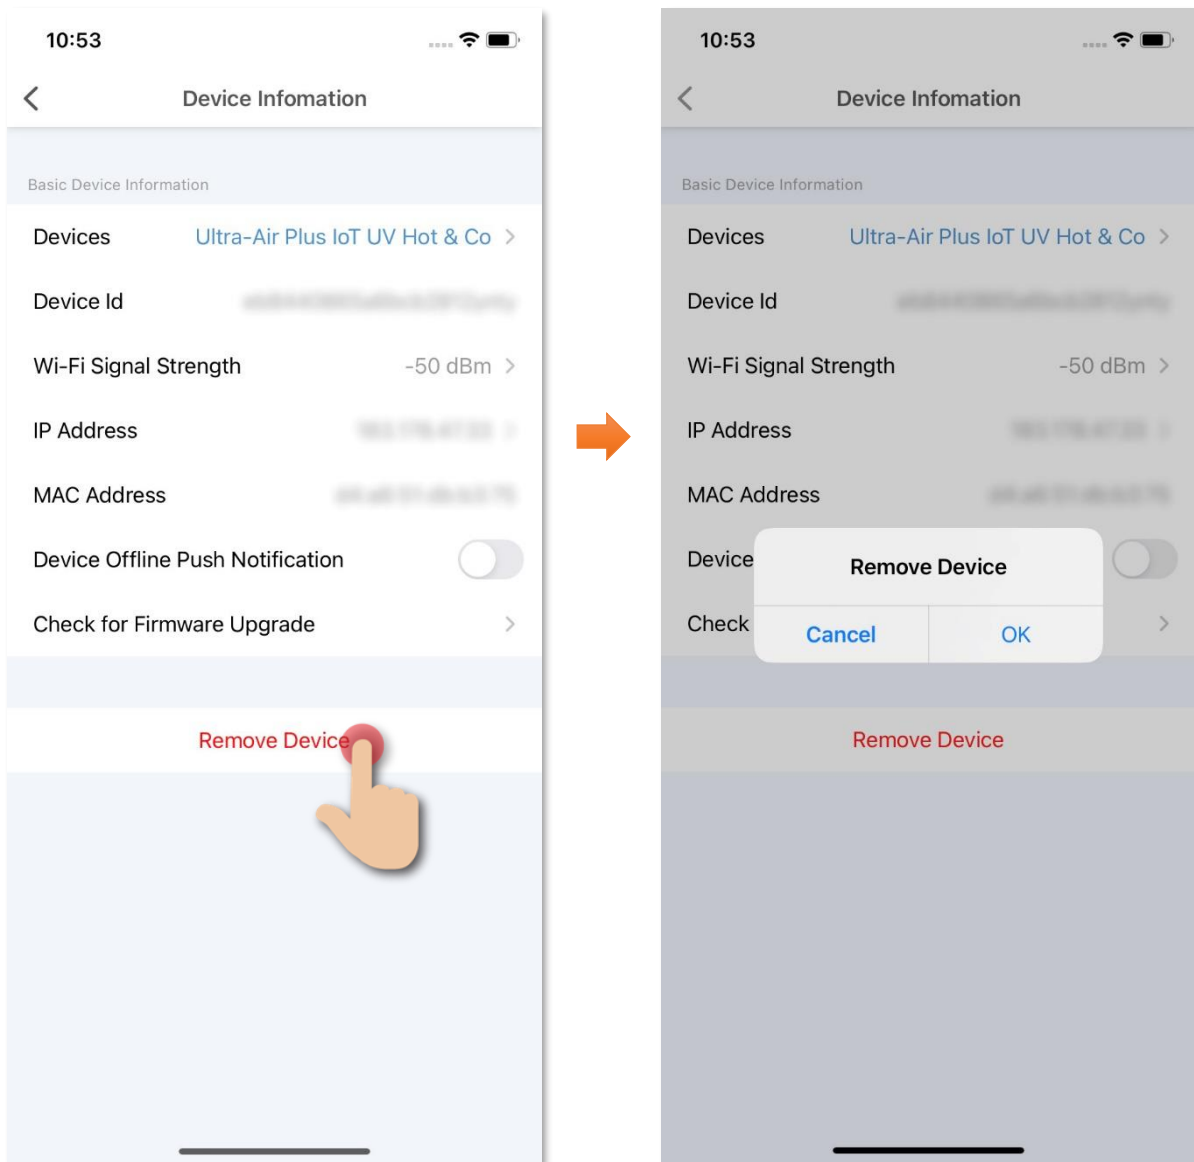 10:53
Device Infomation
Basic Device Information
Devices Ultra-Air Plus IoT UV Hot & Co
Device Id
Wi-Fi Signal Strength -50 dBm
IP Address
MAC Address
Device Offline Push Notification
Check for Firmware Upgrade
Remove Device
10:53
Device Infomation
Basic Device Information
Devices Ultra-Air Plus IoT UV Hot & Co
Device Id
Wi-Fi Signal Strength -50 dBm
IP Address
MAC Address
Device
Remove Device
Check
Cancel OK
Remove Device